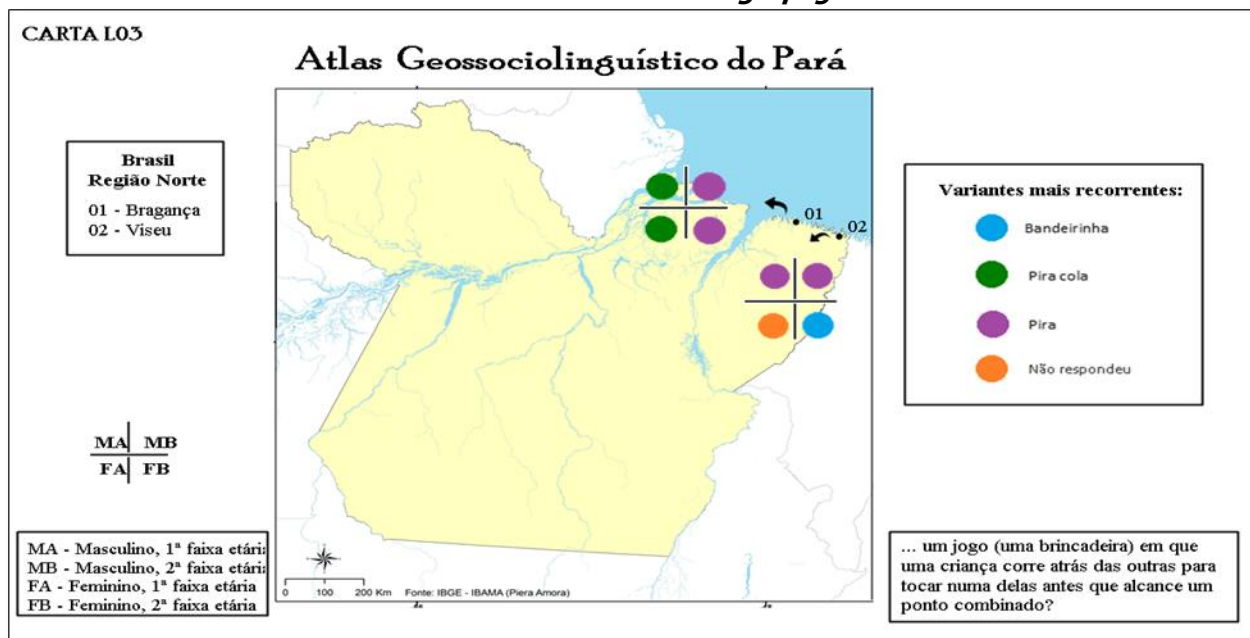 CARTA L03
Atlas Geossociolinguístico do Pará
Brasil
Região Norte
01 - Bragança
02 - Viseu
MA MB
FA FB
MA - Masculino, 1ª faixa etária
MB - Masculino, 2ª faixa etária
FA - Feminino, 1ª faixa etária
FB - Feminino, 2ª faixa etária
01
02
0 100 200 Km Fonte: IBGE - IBAMA (Piera Amora)
Variantes mais recorrentes:
Bandeirinha
Pira cola
Pira
Não respondeu
... um jogo (uma brincadeira) em que
uma criança corre atrás das outras para
tocar numa delas antes que alcance um
ponto combinado?